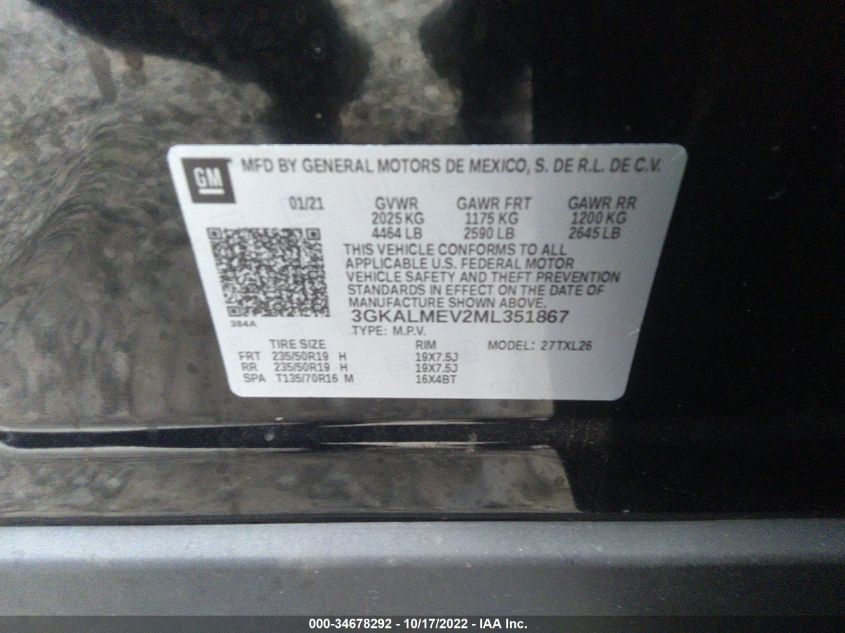 GM MFD BY GENERAL MOTORS DE MEXICO, S. DE R.L. DE C.V.
01/21 GVWR GAWR FRT GAWR RR
2025 KG 1175 KG 1200 KG
4464 LB 2590 LB 2645 LB
THIS VEHICLE CONFORMS TO ALL
APPLICABLE U.S. FEDERAL MOTOR
VEHICLE SAFETY AND THEFT PREVENTION
STANDARDS IN EFFECT ON THE DATE OF
MANUFACTURE SHOWN ABOVE.
394A
3GKALMEV2ML351867
TYPE: M.P.V.
TIRE SIZE RIM MODEL: 27TXL26
FRT 235/50R19 H 19X7.5J
RR 235/50R19 H 19X7.5J
SPA T135/70R16 M 16X4BT
000-34678292 - 10/17/2022 - IAA Inc.